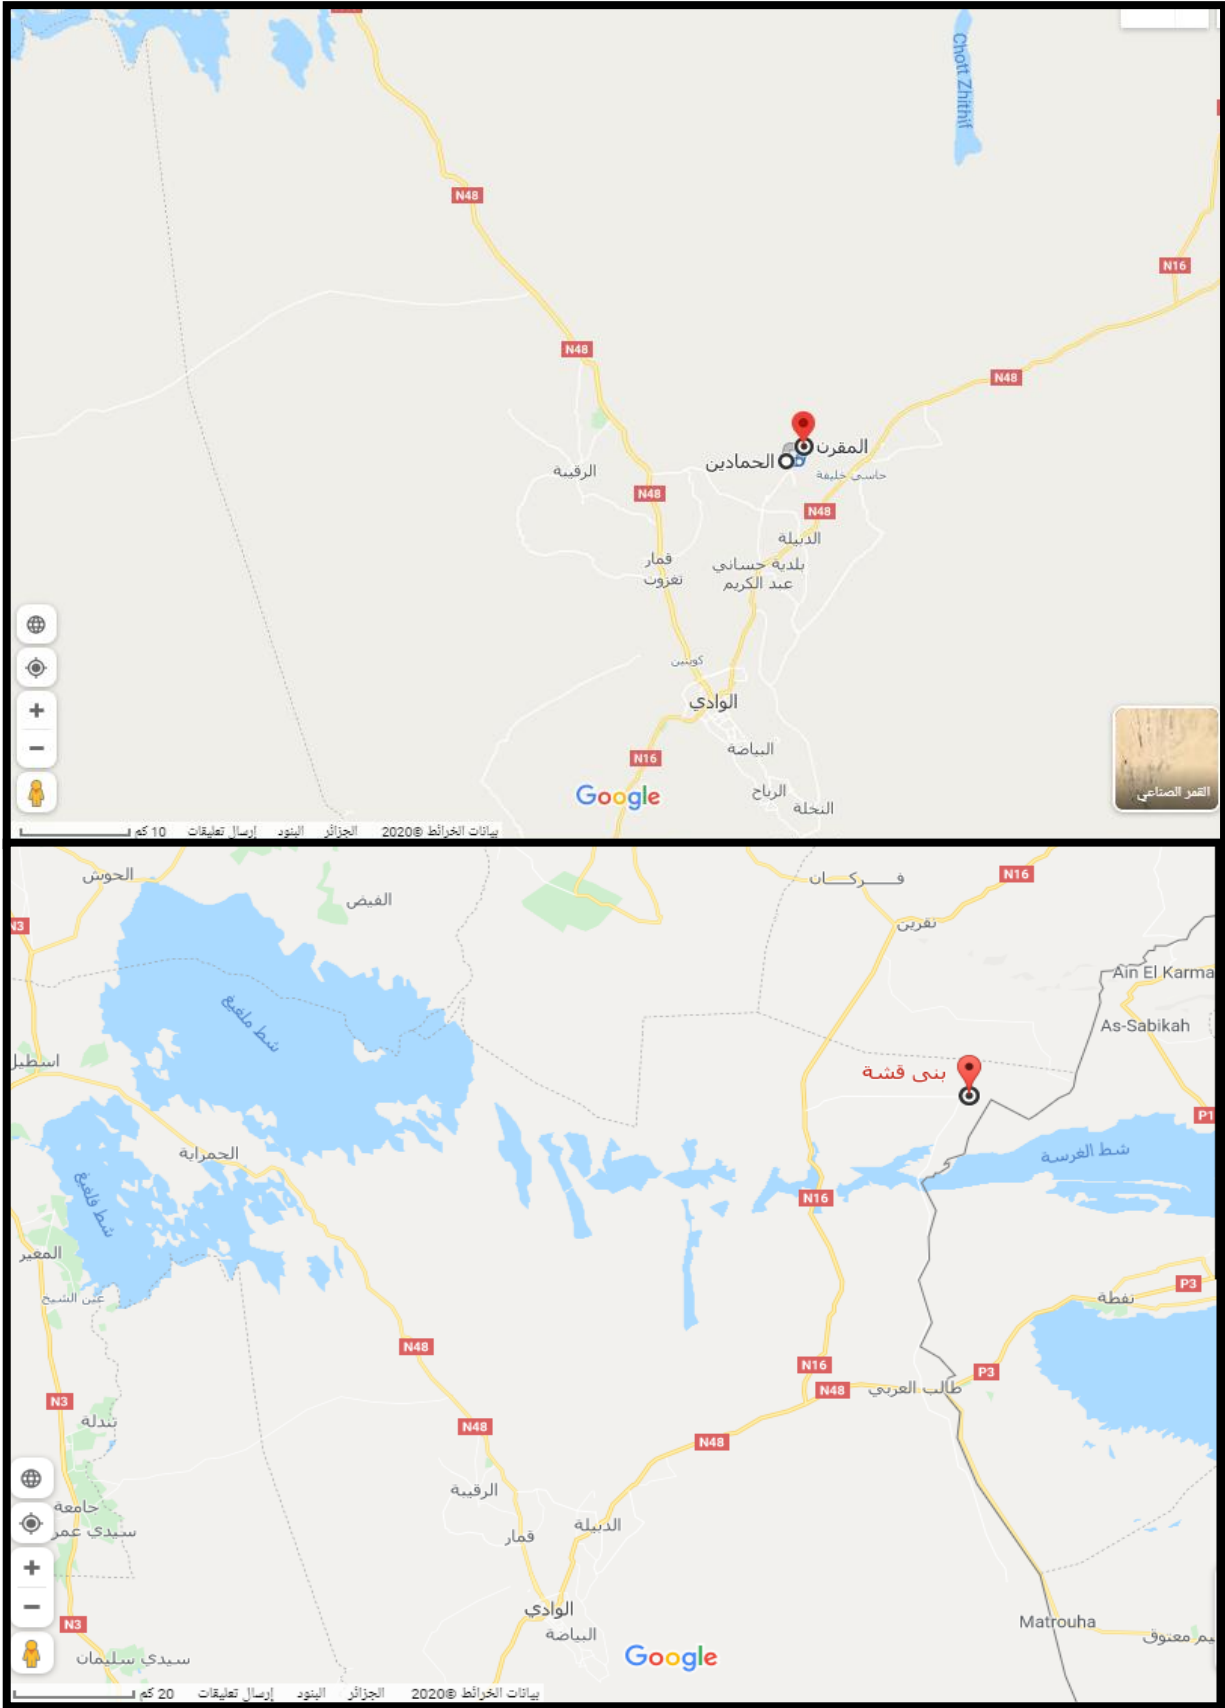 Chott Zhithif
N48
N16
N48
N48
المقرن
الحمادين
حاسي خليفة
الرقيبة
N48
N48
الدبيلة
قمار
تغزوت
بلدية حساني
عبد الكريم
كوينين
الوادي
البياضة
N16
Google
الرباح
النخلة
القمر الصناعي
بيانات الخرائط ©2020 الجزائر البنود إرسال تعليقات 10 كم
الحوش
الفيض
فــــركــــان
N16
نقرين
N3
Ain El Karma
As-Sabikah
شط ملغيغ
اسطيل
بنى قشة
P1
الحمراية
شط الغرسة
شط فلغيغ
N16
المغير
عين الشيخ
P3
نفطة
N48
N16
P3
N48
طالب العربي
N3
تندلة
N48
N48
الرقيبة
جامعة
سيدي عمر
الدبيلة
قمار
الوادي
البياضة
N3
Matrouha
يم معتوق
سيدي سليمان
Google
بيانات الخرائط ©2020 الجزائر البنود إرسال تعليقات 20 كم